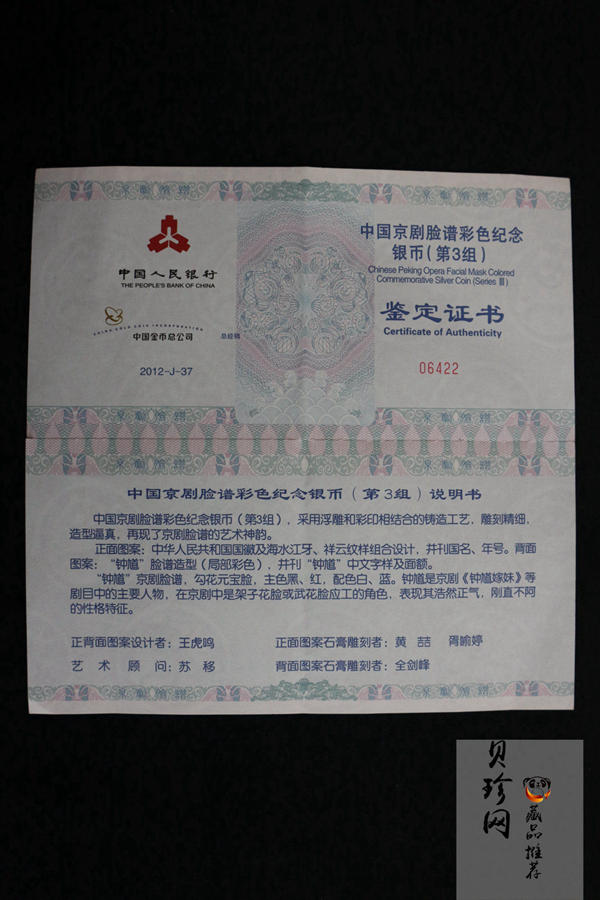 中国人民银行
THE PEOPLE'S BANK OF CHINA
CHINA GOLD COIN INCORPORATION
中国金币总公司
总经销
2012-J-37
中国京剧脸谱彩色纪念
银币(第3组)
Chinese Peking Opera Facial Mask Colored
Commemorative Silver Coin (Series Ⅲ)
鉴定证书
Certificate of Authenticity
06422
中国京剧脸谱彩色纪念银币(第3组)说明书
中国京剧脸谱彩色纪念银币(第3组),采用浮雕和彩印相结合的铸造工艺,雕刻精细,
造型逼真,再现了京剧脸谱的艺术神韵。
正面图案:中华人民共和国国徽及海水江牙、祥云纹样组合设计,并刊国名、年号。背面
图案:“钟馗”脸谱造型(局部彩色),并刊“钟馗”中文字样及面额。
“钟馗”京剧脸谱,勾花元宝脸,主色黑、红,配色白、蓝。钟馗是京剧《钟馗嫁妹》等
剧目中的主要人物,在京剧中是架子花脸或武花脸应工的角色,表现其浩然正气,刚直不阿
的性格特征。
正背面图案设计者:王虎鸣
正面图案石膏雕刻者:黄喆 胥喻婷
艺术顾问:苏移
背面图案石膏雕刻者:全剑峰
贝珍网
藏品推荐